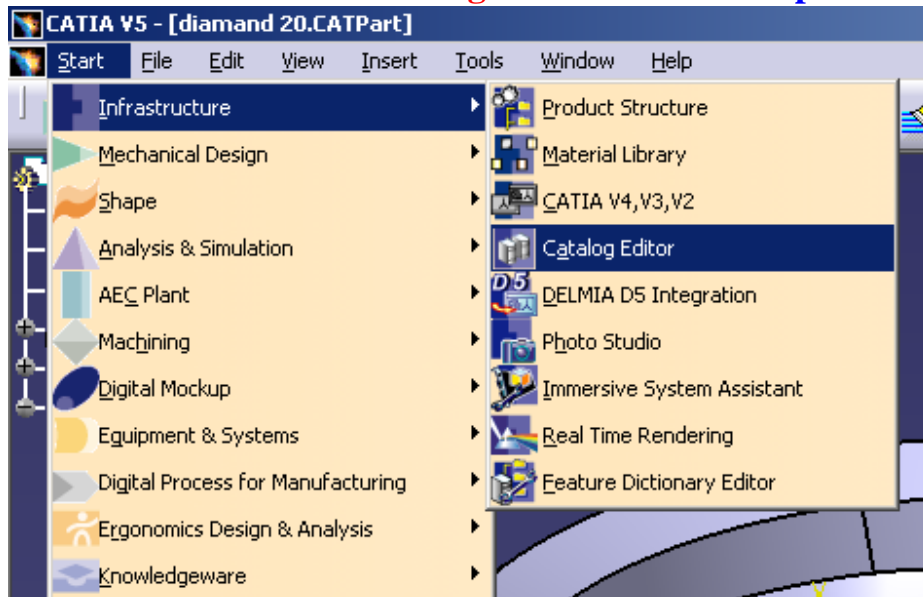 CATIA V5 - [diamand 20.CATPart]
Start File Edit View Insert Tools Window Help
Infrastructure
Mechanical Design
Shape
Analysis & Simulation
AEC Plant
Machining
Digital Mockup
Equipment & Systems
Digital Process for Manufacturing
Ergonomics Design & Analysis
Knowledgeware
Product Structure
Material Library
CATIA V4,V3,V2
Catalog Editor
DELMIA D5 Integration
Photo Studio
Immersive System Assistant
Real Time Rendering
Feature Dictionary Editor